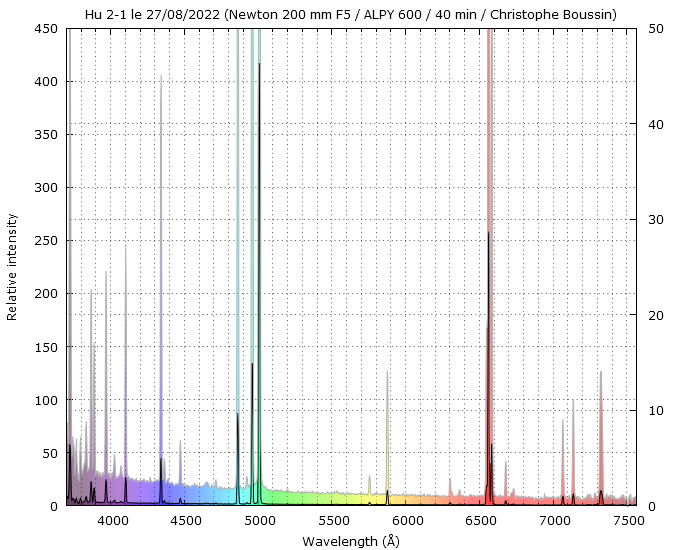 Hu 2-1 le 27/08/2022 (Newton 200 mm F5 / ALPY 600 / 40 min / Christophe Boussin)
450 50
400
350 40
300
250 30
200
150 20
100 10
50
0 0
Relative intensity
4000 4500 5000 5500 6000 6500 7000 7500
Wavelength (Å)